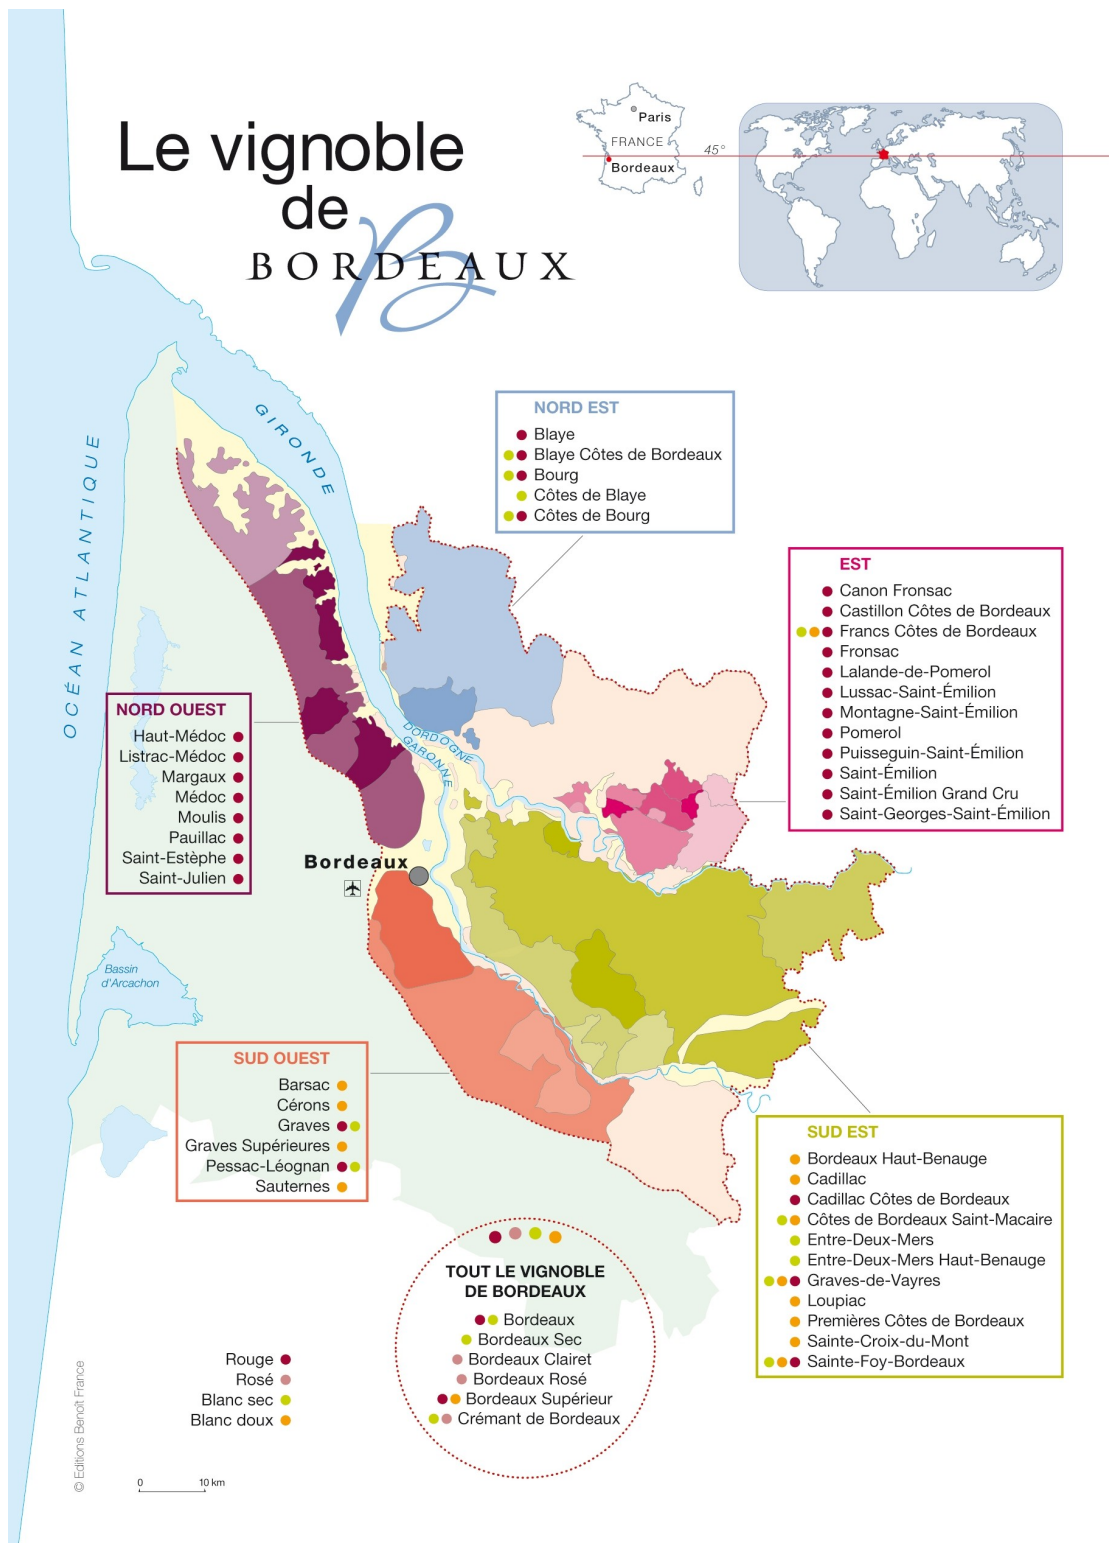 Le vignoble
de
BORDEAUX
B
Paris
FRANCE
Bordeaux
45°
GIRONDE
OCÉAN ATLANTIQUE
NORD EST
Blaye
Blaye Côtes de Bordeaux
Bourg
Côtes de Blaye
Côtes de Bourg
EST
Canon Fronsac
Castillon Côtes de Bordeaux
Francs Côtes de Bordeaux
Fronsac
Lalande-de-Pomerol
Lussac-Saint-Émilion
Montagne-Saint-Émilion
Pomerol
Puisseguin-Saint-Émilion
Saint-Émilion
Saint-Émilion Grand Cru
Saint-Georges-Saint-Émilion
NORD OUEST
Haut-Médoc
Listrac-Médoc
Margaux
Médoc
Moulis
Pauillac
Saint-Estèphe
Saint-Julien
DORDOGNE
GARONNE
Bordeaux
Bassin
d'Arcachon
SUD OUEST
Barsac
Cérons
Graves
Graves Supérieures
Pessac-Léognan
Sauternes
SUD EST
Bordeaux Haut-Benauge
Cadillac
Cadillac Côtes de Bordeaux
Côtes de Bordeaux Saint-Macaire
Entre-Deux-Mers
Entre-Deux-Mers Haut-Benauge
Graves-de-Vayres
Loupiac
Premières Côtes de Bordeaux
Sainte-Croix-du-Mont
Sainte-Foy-Bordeaux
TOUT LE VIGNOBLE
DE BORDEAUX
Bordeaux
Bordeaux Sec
Bordeaux Clairet
Bordeaux Rosé
Bordeaux Supérieur
Crémant de Bordeaux
Rouge
Rosé
Blanc sec
Blanc doux
0 10 km
© Editions Benoît France